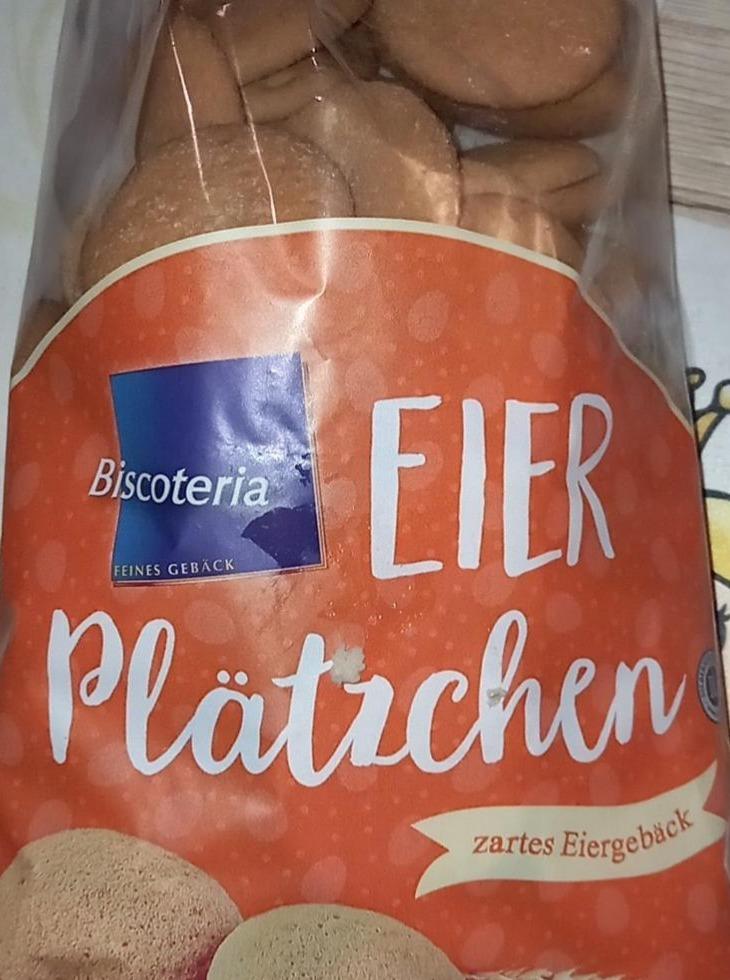 Biscoteria
FEINES GEBÄCK
EIER
Plätzchen
zartes Eiergebäck